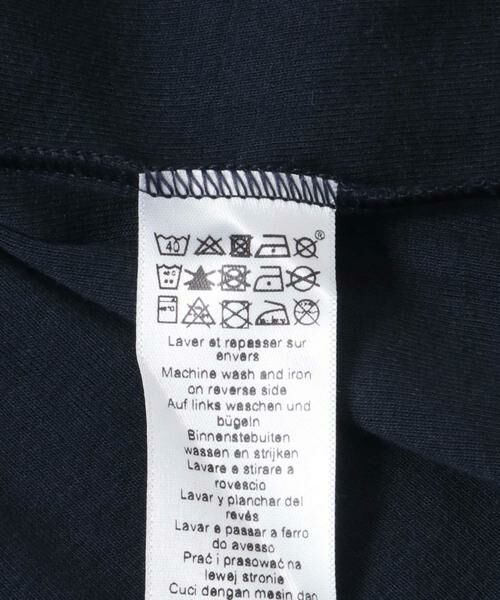 40
®
40°C
40°C
Laver et repasser sur
envers
Machine wash and iron
on reverse side
Auf links waschen und
bügeln
Binnenstebuiten
wassen en strijken
Lavare e stirare a
rovescio
Lavar y planchar del
revés
Lavar e passar a ferro
do avesso
Prać i prasować na
lewej stronie
Cuci dengan mesin dan